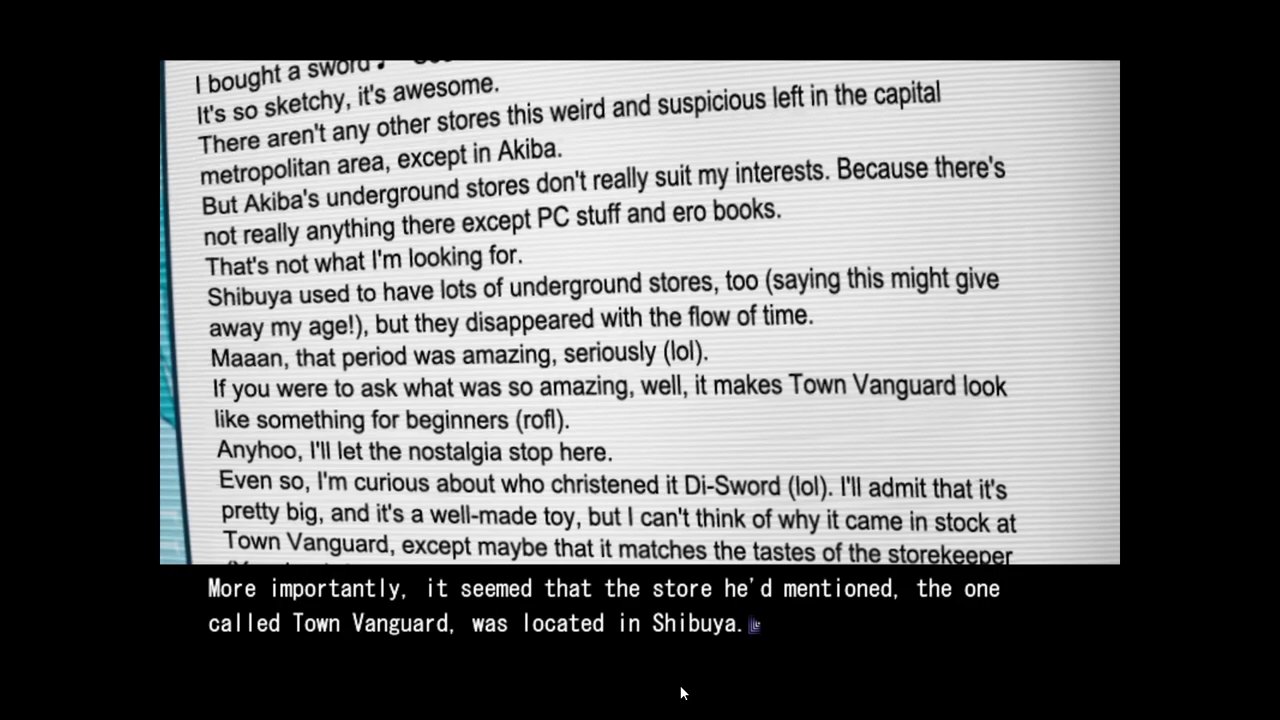 I bought a sword♪
It's so sketchy, it's awesome.
There aren't any other stores this weird and suspicious left in the capital
metropolitan area, except in Akiba.
But Akiba's underground stores don't really suit my interests. Because there's
not really anything there except PC stuff and ero books.
That's not what I'm looking for.
Shibuya used to have lots of underground stores, too (saying this might give
away my age!), but they disappeared with the flow of time.
Maaan, that period was amazing, seriously (lol).
If you were to ask what was so amazing, well, it makes Town Vanguard look
like something for beginners (rofl).
Anyhoo, I'll let the nostalgia stop here.
Even so, I'm curious about who christened it Di-Sword (lol). I'll admit that it's
pretty big, and it's a well-made toy, but I can't think of why it came in stock at
Town Vanguard, except maybe that it matches the tastes of the storekeeper
More importantly, it seemed that the store he'd mentioned, the one
called Town Vanguard, was located in Shibuya.